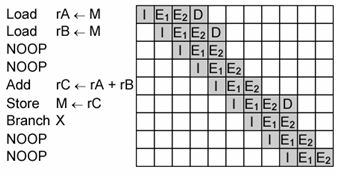 Load rA ← M I E₁ E₂ D
Load rB ← M I E₁ E₂ D
NOOP I E₁ E₂
NOOP I E₁ E₂
Add rC ← rA + rB I E₁ E₂
Store M ← rC I E₁ E₂ D
Branch X I E₁ E₂
NOOP I E₁ E₂
NOOP I E₁ E₂